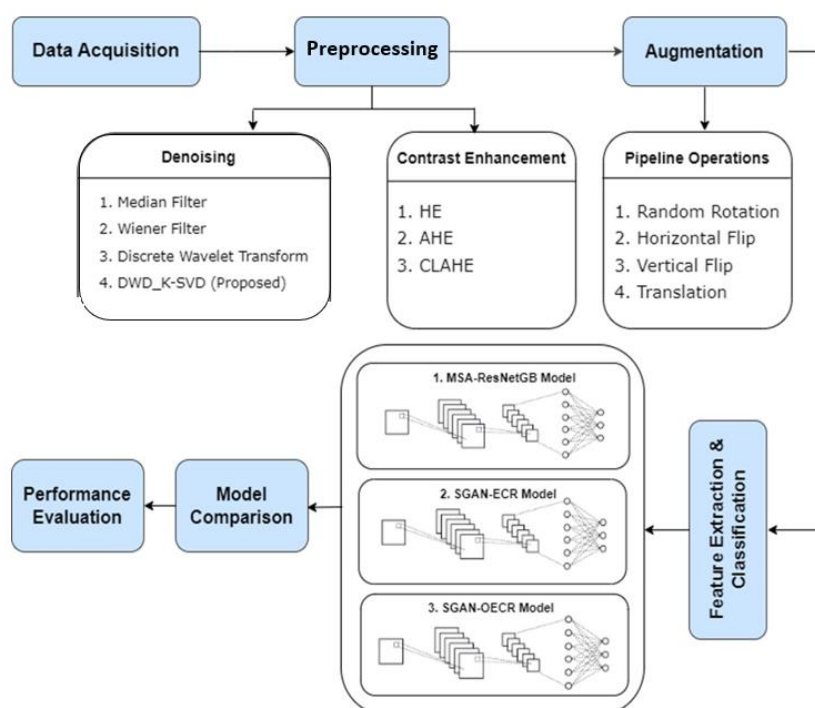 Data Acquisition
Preprocessing
Augmentation
Denoising
1. Median Filter
2. Wiener Filter
3. Discrete Wavelet Transform
4. DWD_K-SVD (Proposed)
Contrast Enhancement
1. HE
2. AHE
3. CLAHE
Pipeline Operations
1. Random Rotation
2. Horizontal Flip
3. Vertical Flip
4. Translation
Feature Extraction &
Classification
1. MSA-ResNetGB Model
2. SGAN-ECR Model
3. SGAN-OECR Model
Model
Comparison
Performance
Evaluation